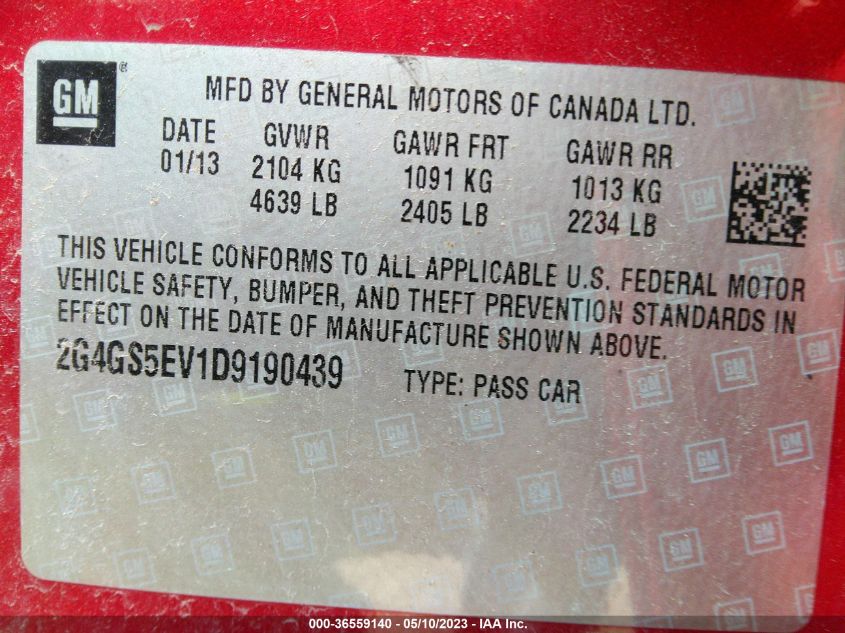 GM
MFD BY GENERAL MOTORS OF CANADA LTD.
DATE GVWR GAWR FRT GAWR RR
01/13 2104 KG 1091 KG 1013 KG
4639 LB 2405 LB 2234 LB
THIS VEHICLE CONFORMS TO ALL APPLICABLE U.S. FEDERAL MOTOR
VEHICLE SAFETY, BUMPER, AND THEFT PREVENTION STANDARDS IN
EFFECT ON THE DATE OF MANUFACTURE SHOWN ABOVE.
2G4GS5EV1D9190439 TYPE: PASS CAR
000-36559140 - 05/10/2023 - IAA Inc.